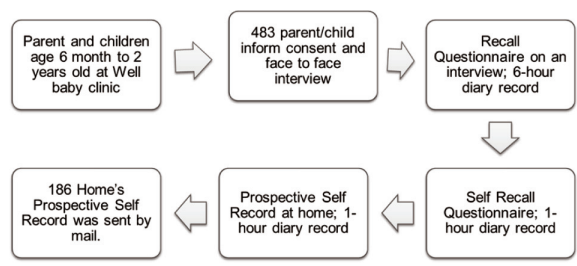 Parent and children
age 6 month to 2
years old at Well
baby clinic
483 parent/child
inform consent and
face to face
interview
Recall
Questionnaire on an
interview; 6-hour
diary record
Self Recall
Questionnaire; 1-
hour diary record
Prospective Self
Record at home; 1-
hour diary record
186 Home's
Prospective Self
Record was sent by
mail.